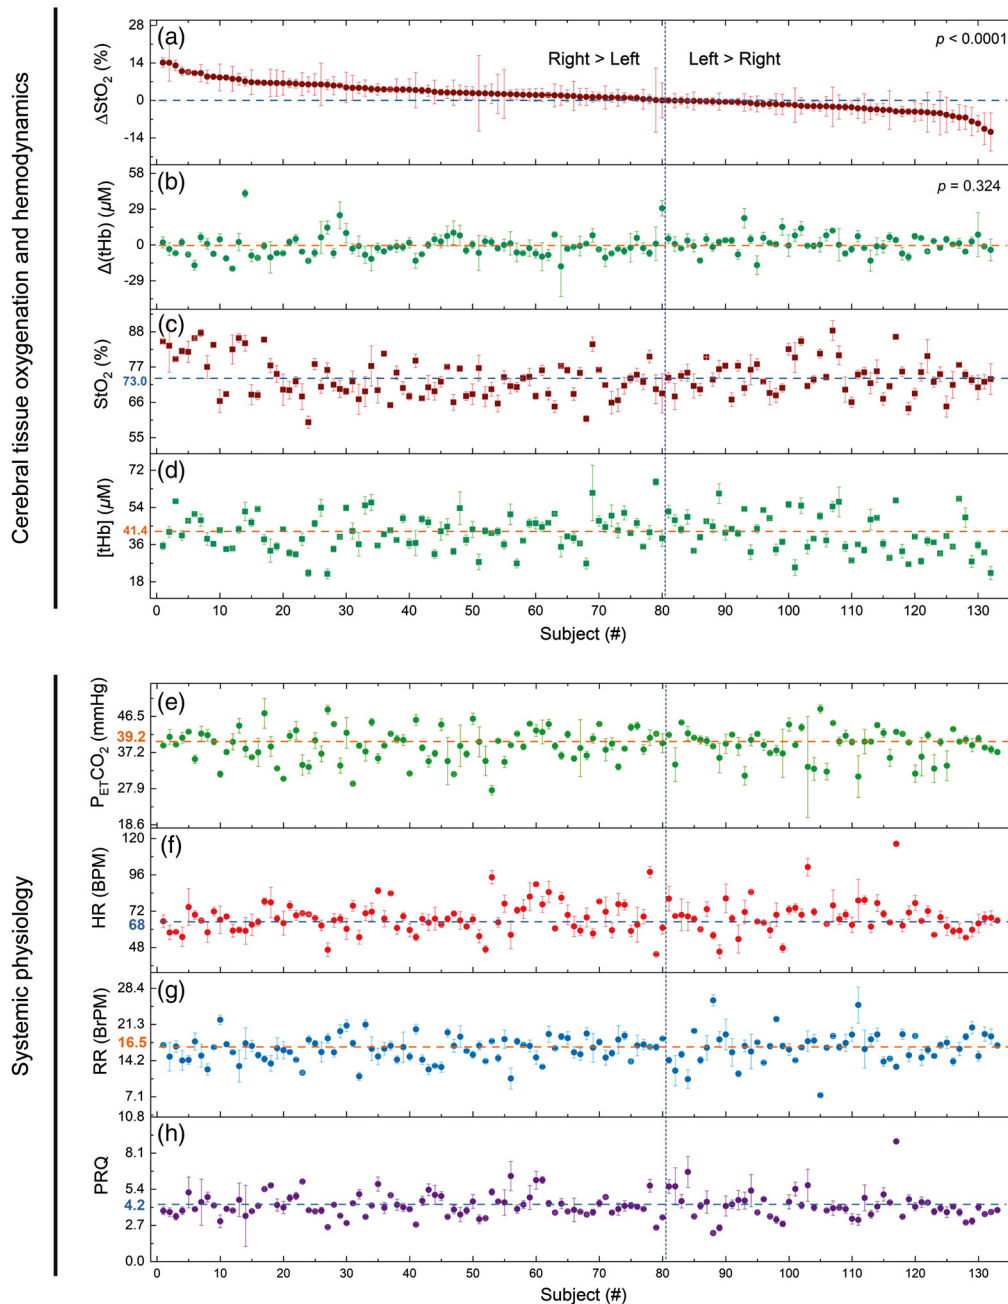 Cerebral tissue oxygenation and hemodynamics
(a)
Right > Left
Left > Right
p < 0.0001
ΔStO2 (%)
28
14
0
-14
(b)
p = 0.324
Δ(tHb) (µM)
58
29
0
-29
(c)
StO2 (%)
88
77
73.0
66
55
(d)
[tHb] (µM)
72
54
41.4
36
18
0 10 20 30 40 50 60 70 80 90 100 110 120 130
Subject (#)
Systemic physiology
(e)
PETCO2 (mmHg)
46.5
39.2
37.2
27.9
18.6
(f)
HR (BPM)
120
96
72
68
48
(g)
RR (BrPM)
28.4
21.3
16.5
14.2
7.1
(h)
PRQ
10.8
8.1
5.4
4.2
2.7
0.0
0 10 20 30 40 50 60 70 80 90 100 110 120 130
Subject (#)